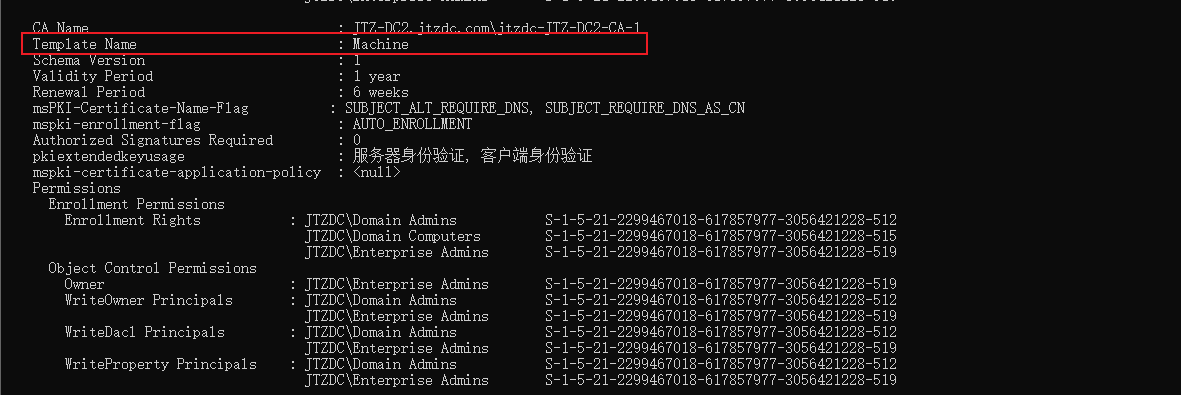 CA Name : JTZ-DC2.jtzdc.com\jtzdc-JTZ-DC2-CA-1
Template Name : Machine
Schema Version : 1
Validity Period : 1 year
Renewal Period : 6 weeks
msPKI-Certificate-Name-Flag : SUBJECT_ALT_REQUIRE_DNS, SUBJECT_REQUIRE_DNS_AS_CN
mspki-enrollment-flag : AUTO_ENROLLMENT
Authorized Signatures Required : 0
pkiextendedkeyusage : 服务器身份验证, 客户端身份验证
mspki-certificate-application-policy : <null>
Permissions
Enrollment Permissions
Enrollment Rights : JTZDC\Domain Admins S-1-5-21-2299467018-617857977-3056421228-512
JTZDC\Domain Computers S-1-5-21-2299467018-617857977-3056421228-515
JTZDC\Enterprise Admins S-1-5-21-2299467018-617857977-3056421228-519
Object Control Permissions
Owner : JTZDC\Enterprise Admins S-1-5-21-2299467018-617857977-3056421228-519
WriteOwner Principals : JTZDC\Domain Admins S-1-5-21-2299467018-617857977-3056421228-512
JTZDC\Enterprise Admins S-1-5-21-2299467018-617857977-3056421228-519
WriteDacl Principals : JTZDC\Domain Admins S-1-5-21-2299467018-617857977-3056421228-512
JTZDC\Enterprise Admins S-1-5-21-2299467018-617857977-3056421228-519
WriteProperty Principals : JTZDC\Domain Admins S-1-5-21-2299467018-617857977-3056421228-512
JTZDC\Enterprise Admins S-1-5-21-2299467018-617857977-3056421228-519